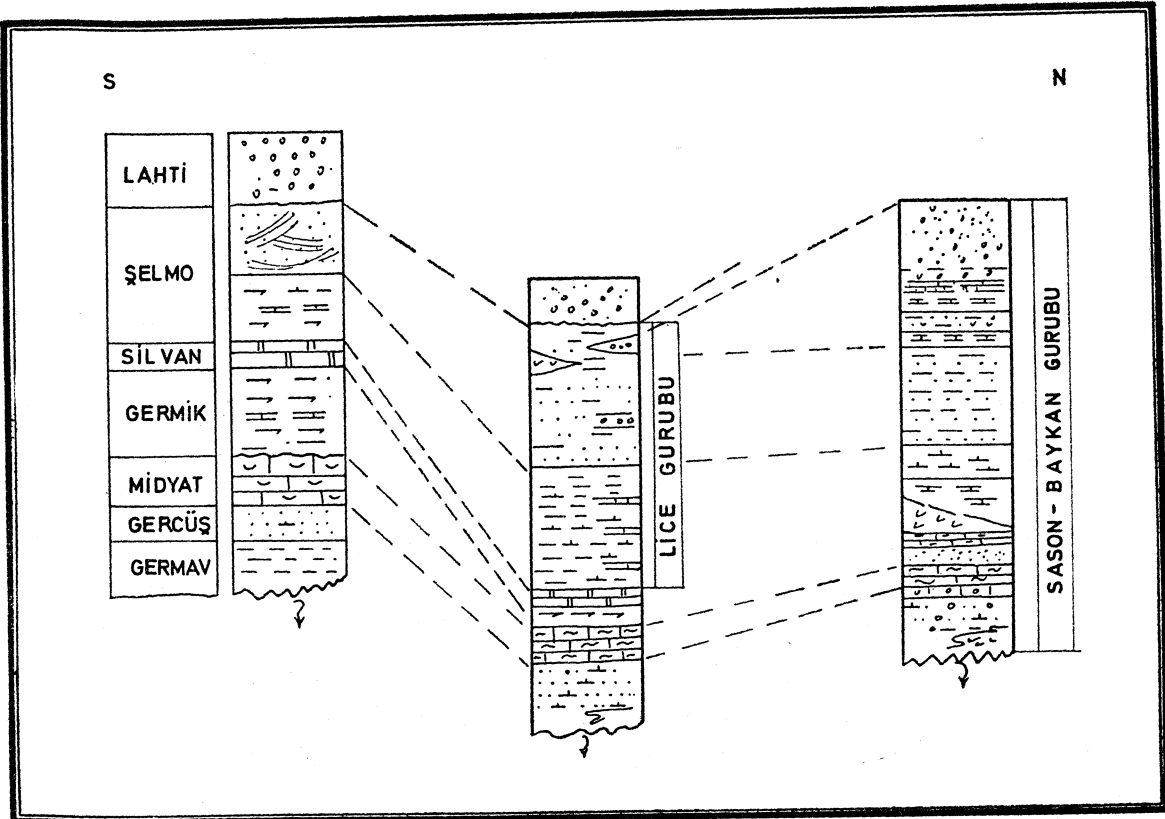 S
N
LAHTİ
ŞELMO
SİLVAN
GERMİK
MİDYAT
GERCÜŞ
GERMAV
LİCE GURUBU
SASON-BAYKAN GURUBU